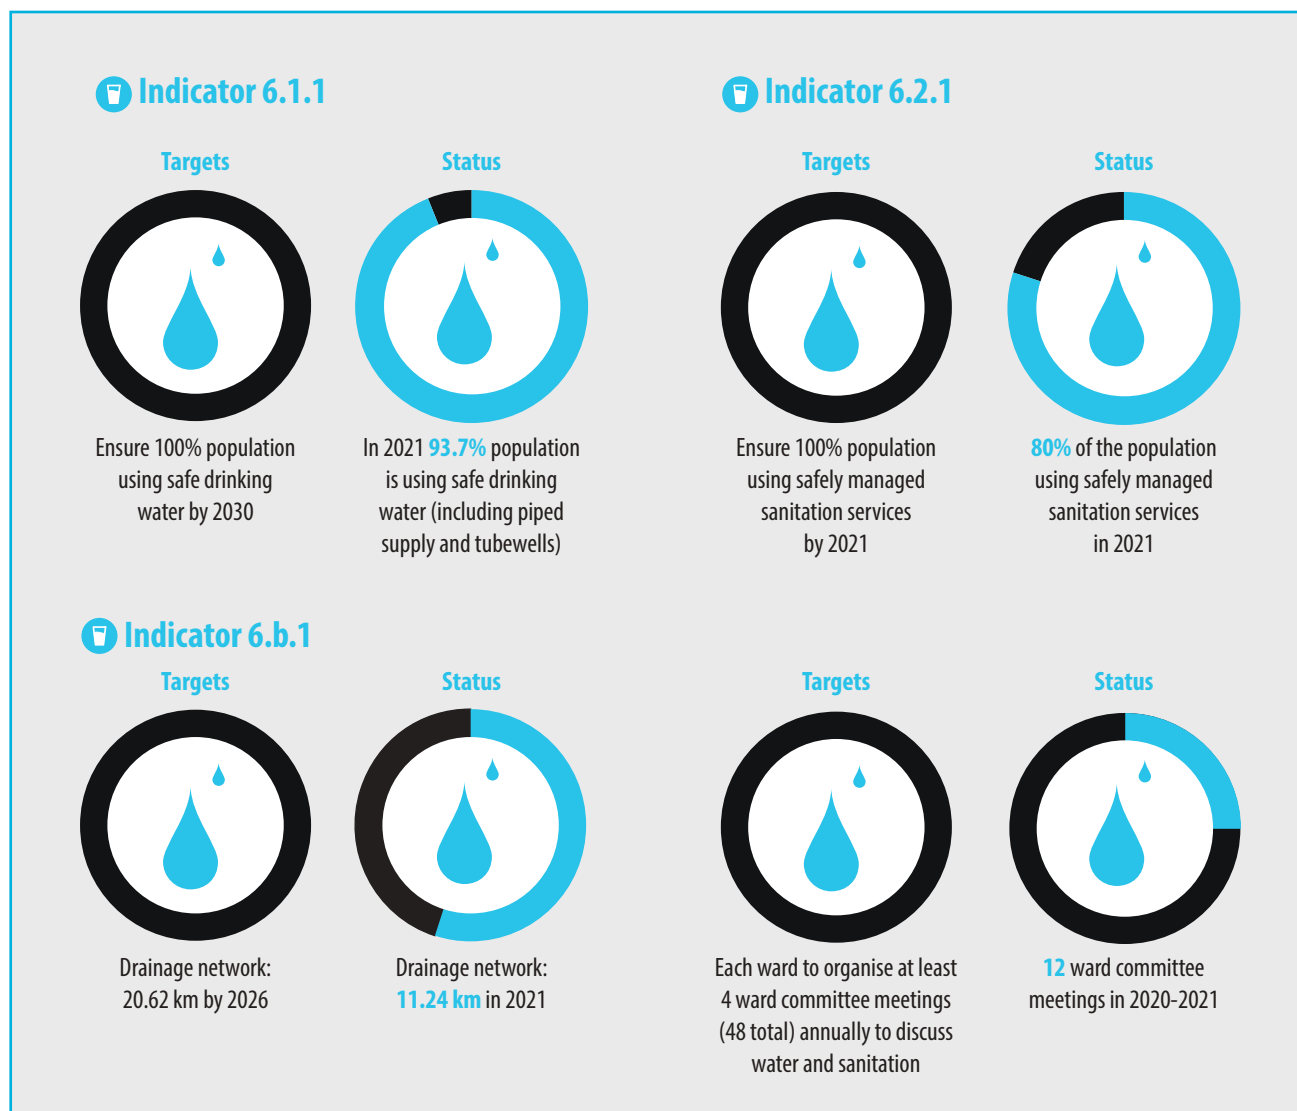 Indicator 6.1.1
Targets
Ensure 100% population
using safe drinking
water by 2030
Status
In 2021 93.7% population
is using safe drinking
water (including piped
supply and tubewells)
Indicator 6.2.1
Targets
Ensure 100% population
using safely managed
sanitation services
by 2021
Status
80% of the population
using safely managed
sanitation services
in 2021
Indicator 6.b.1
Targets
Drainage network:
20.62 km by 2026
Status
Drainage network:
11.24 km in 2021
Targets
Each ward to organise at least
4 ward committee meetings
(48 total) annually to discuss
water and sanitation
Status
12 ward committee
meetings in 2020-2021